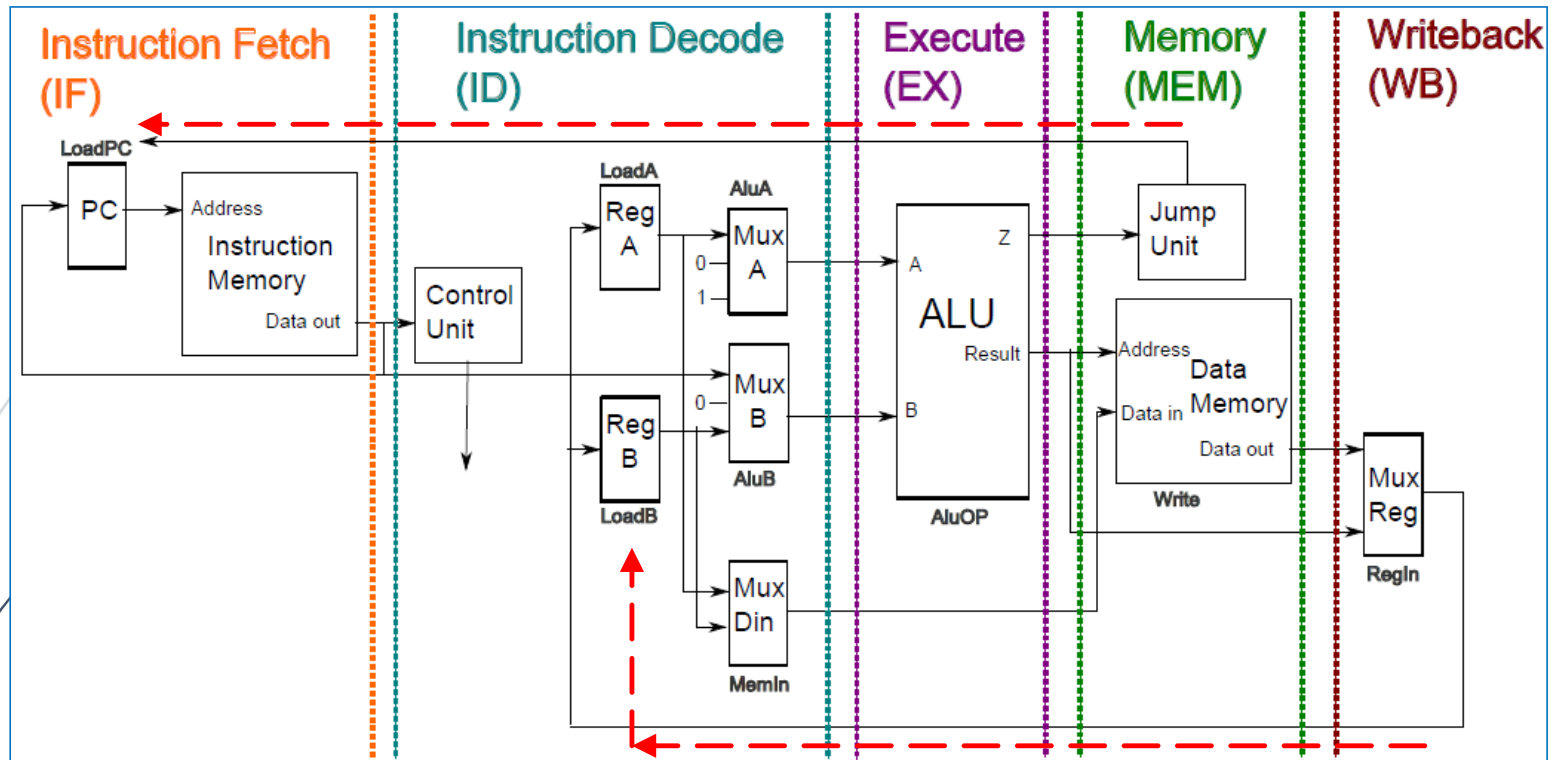 Instruction Fetch
(IF)
Instruction Decode
(ID)
Execute
(EX)
Memory
(MEM)
Writeback
(WB)
LoadPC
PC
Address
Instruction
Memory
Data out
Control
Unit
LoadA
Reg
A
AluA
Mux
A
0
1
Mux
B
0
AluB
Reg
B
LoadB
Mux
Din
MemIn
A
Z
ALU
Result
B
AluOP
Jump
Unit
Address
Data
Memory
Data in
Data out
Write
Mux
Reg
RegIn